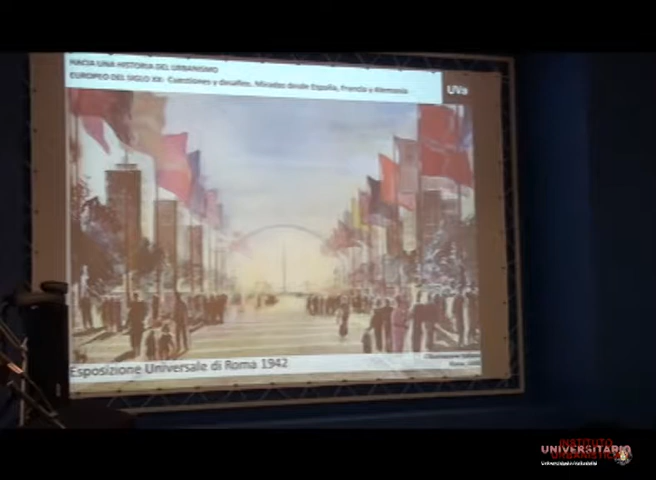 HACIA UNA HISTORIA DEL URBANISMO
EUROPEO DEL SIGLO XX: Cuestiones y desafíos. Miradas desde España, Francia y Alemania
UVa
Esposizione Universale di Roma 1942
Roma,
INSTITUTO
UNIVERSITARIO